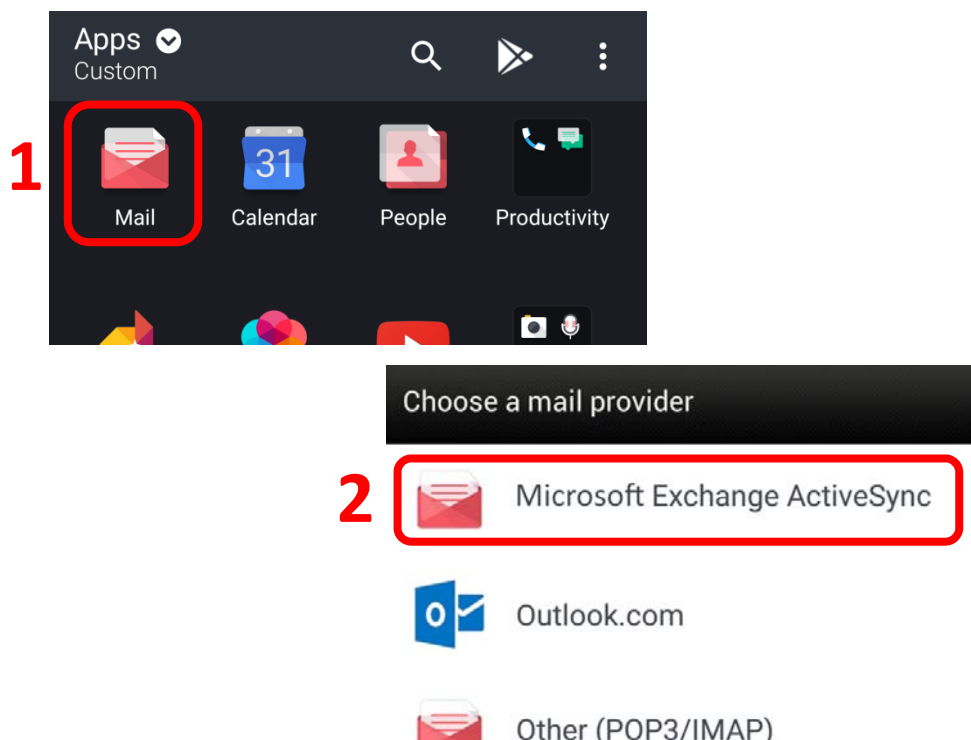 Apps
Custom
1
31
Mail Calendar People Productivity
Choose a mail provider
2
Microsoft Exchange ActiveSync
Outlook.com
Other (POP3/IMAP)